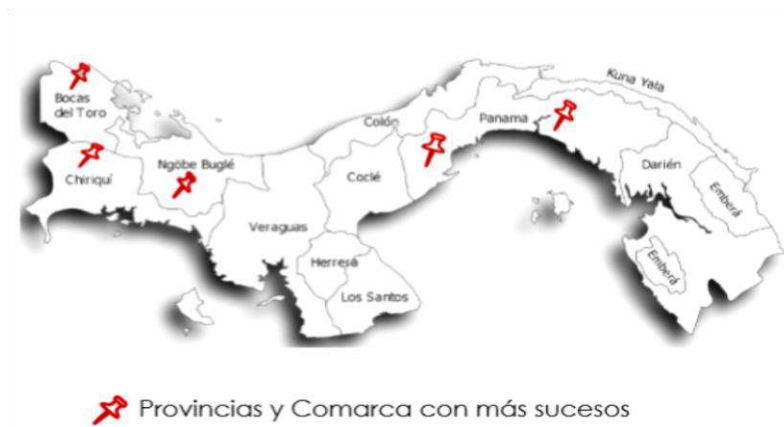 Bocas
del Toro
Chiriquí
Ngöbe Buglé
Veraguas
Coclé
Colón
Herrera
Los Santos
Panama
Kuna Yala
Darién
Emberá
Emberá
Provincias y Comarca con más sucesos